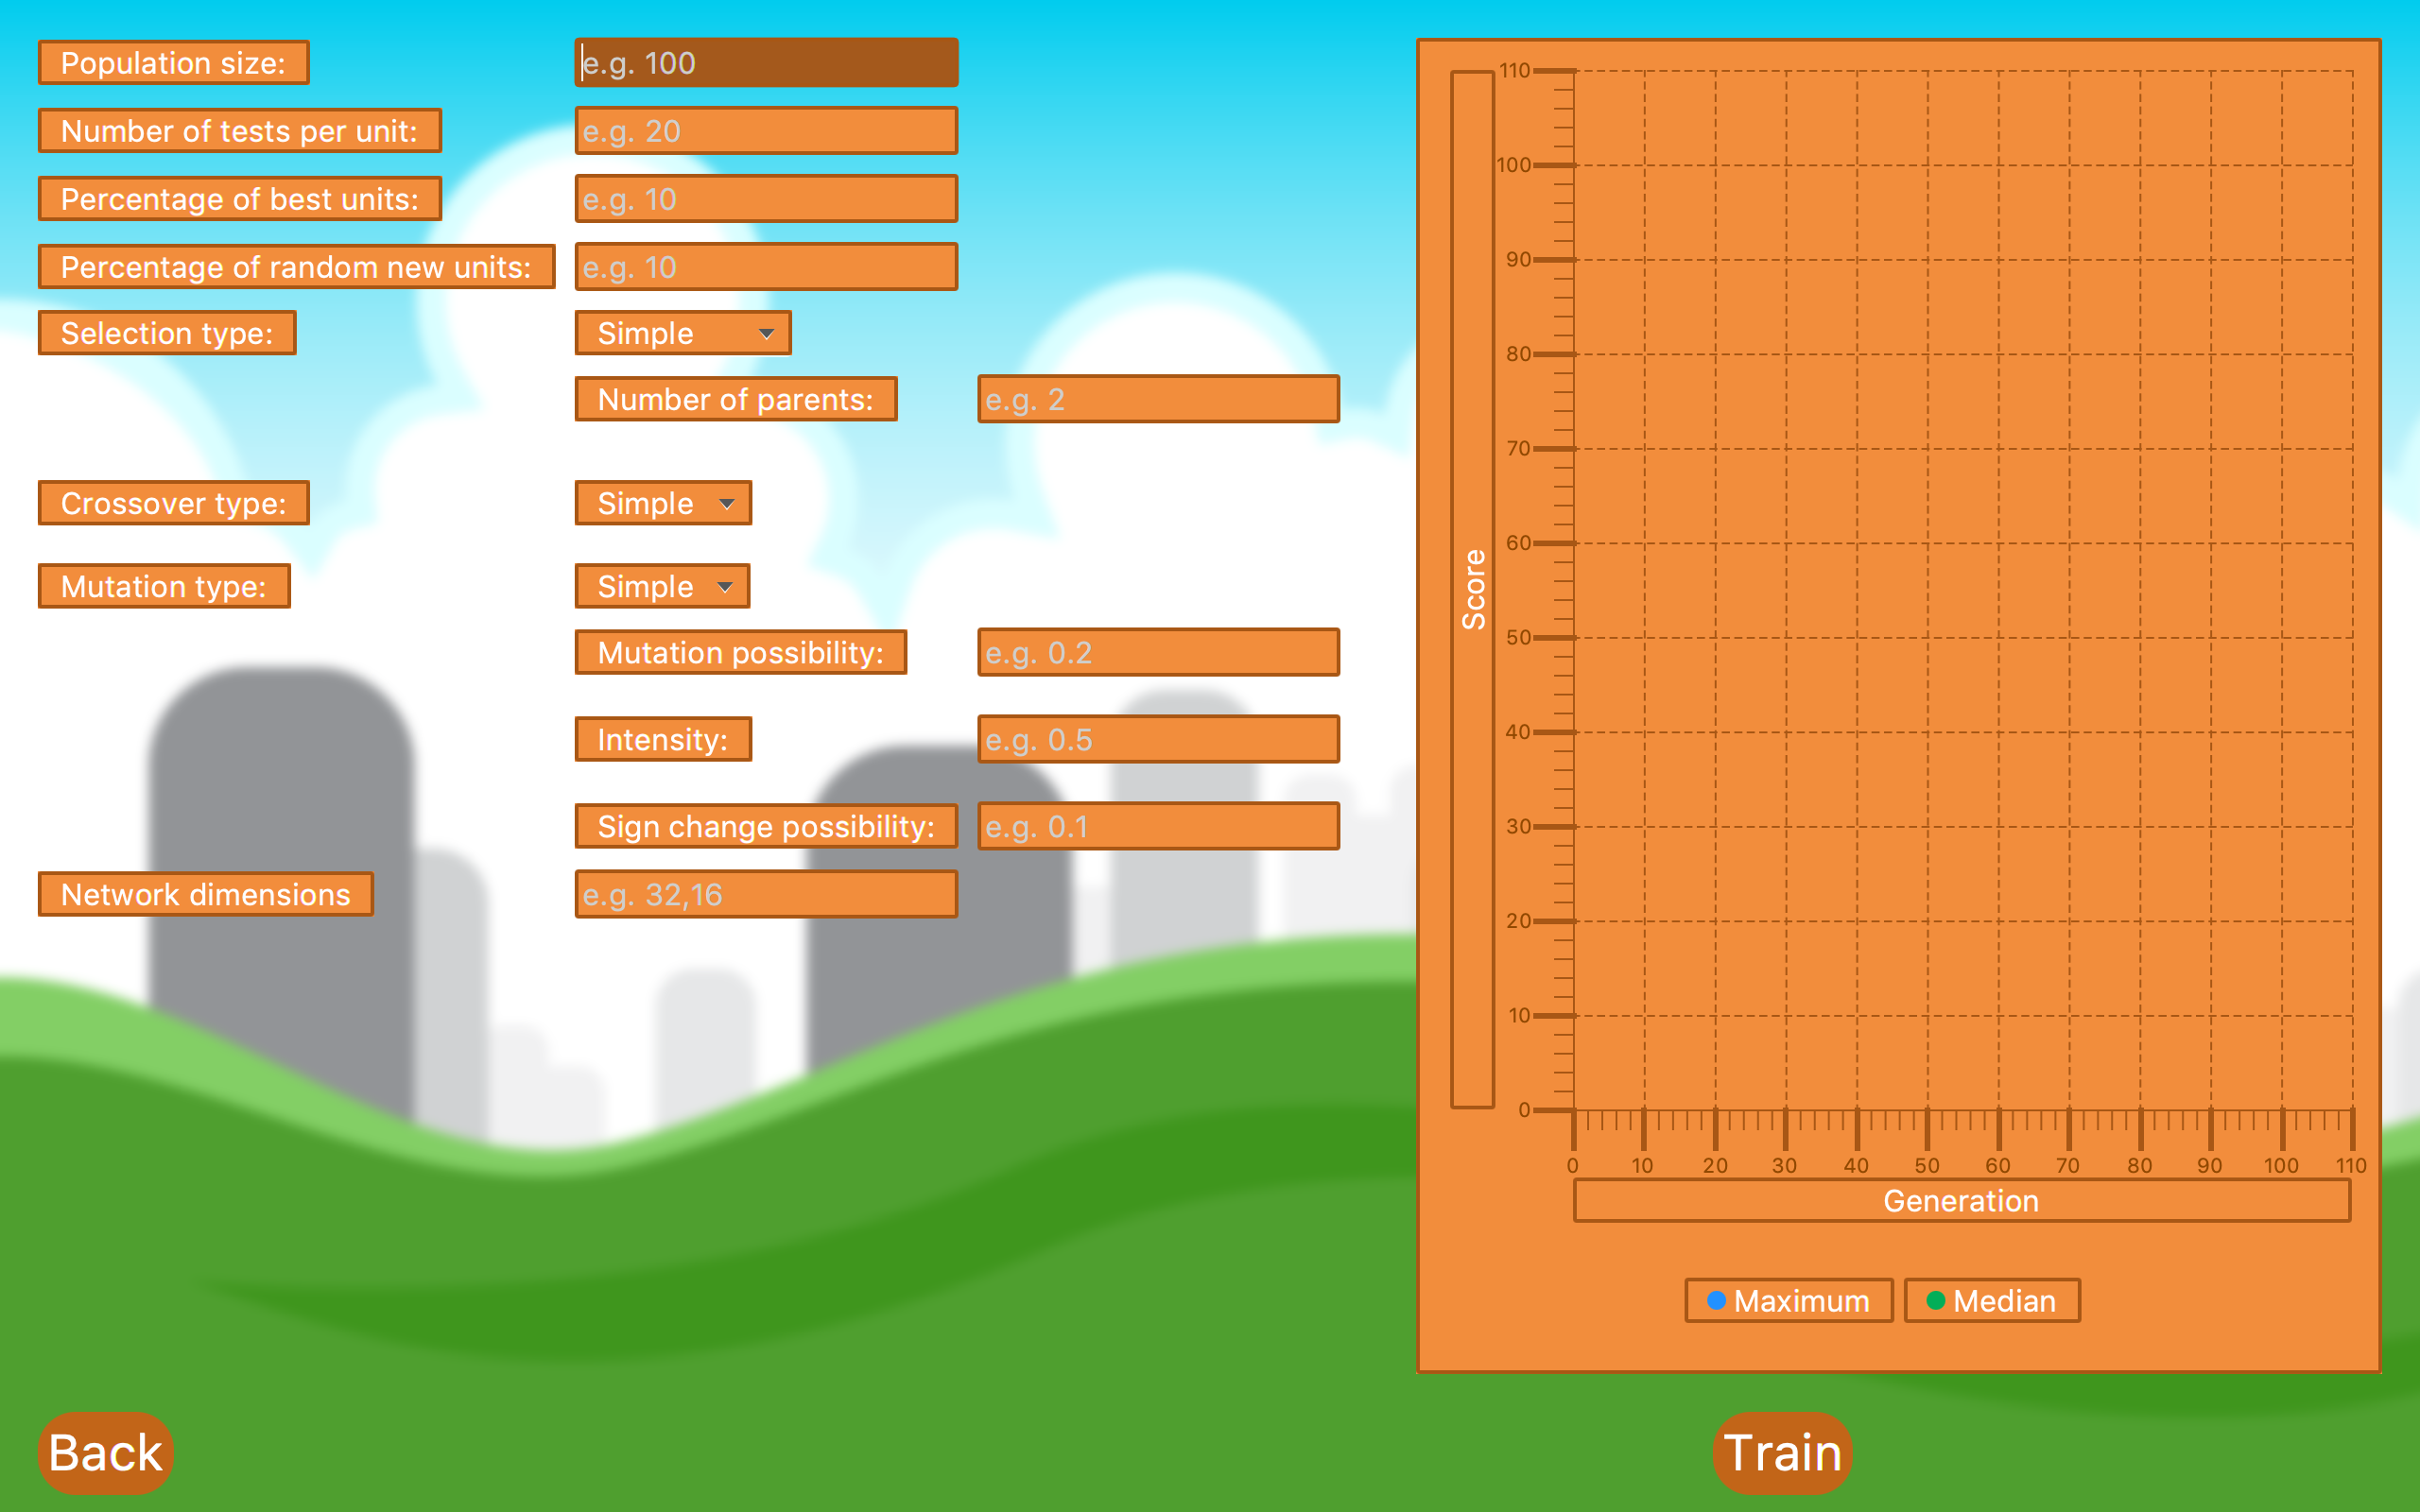 Population size:
e.g. 100
Number of tests per unit:
e.g. 20
Percentage of best units:
e.g. 10
Percentage of random new units:
e.g. 10
Selection type:
Simple
Number of parents:
e.g. 2
Crossover type:
Simple
Mutation type:
Simple
Mutation possibility:
e.g. 0.2
Intensity:
e.g. 0.5
Sign change possibility:
e.g. 0.1
Network dimensions
e.g. 32,16
Score
110
100
90
80
70
60
50
40
30
20
10
0
0 10 20 30 40 50 60 70 80 90 100 110
Generation
Maximum
Median
Back
Train